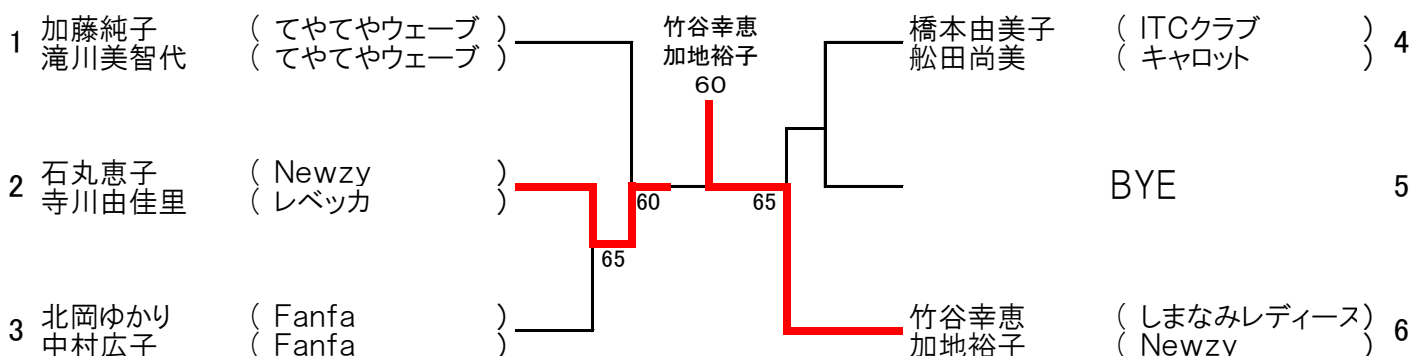 1 加藤純子 ( てやてやウェーブ )
滝川美智代 ( てやてやウェーブ )
2 石丸恵子 ( Newzy )
寺川由佳里 ( レベッカ )
3 北岡ゆかり ( Fanfa )
中村広子 ( Fanfa )
竹谷幸恵
加地裕子
60
60
65
65
橋本由美子 ( ITCクラブ ) 4
舩田尚美 ( キャロット )
BYE 5
竹谷幸恵 ( しまなみレディース) 6
加地裕子 ( Newzy )